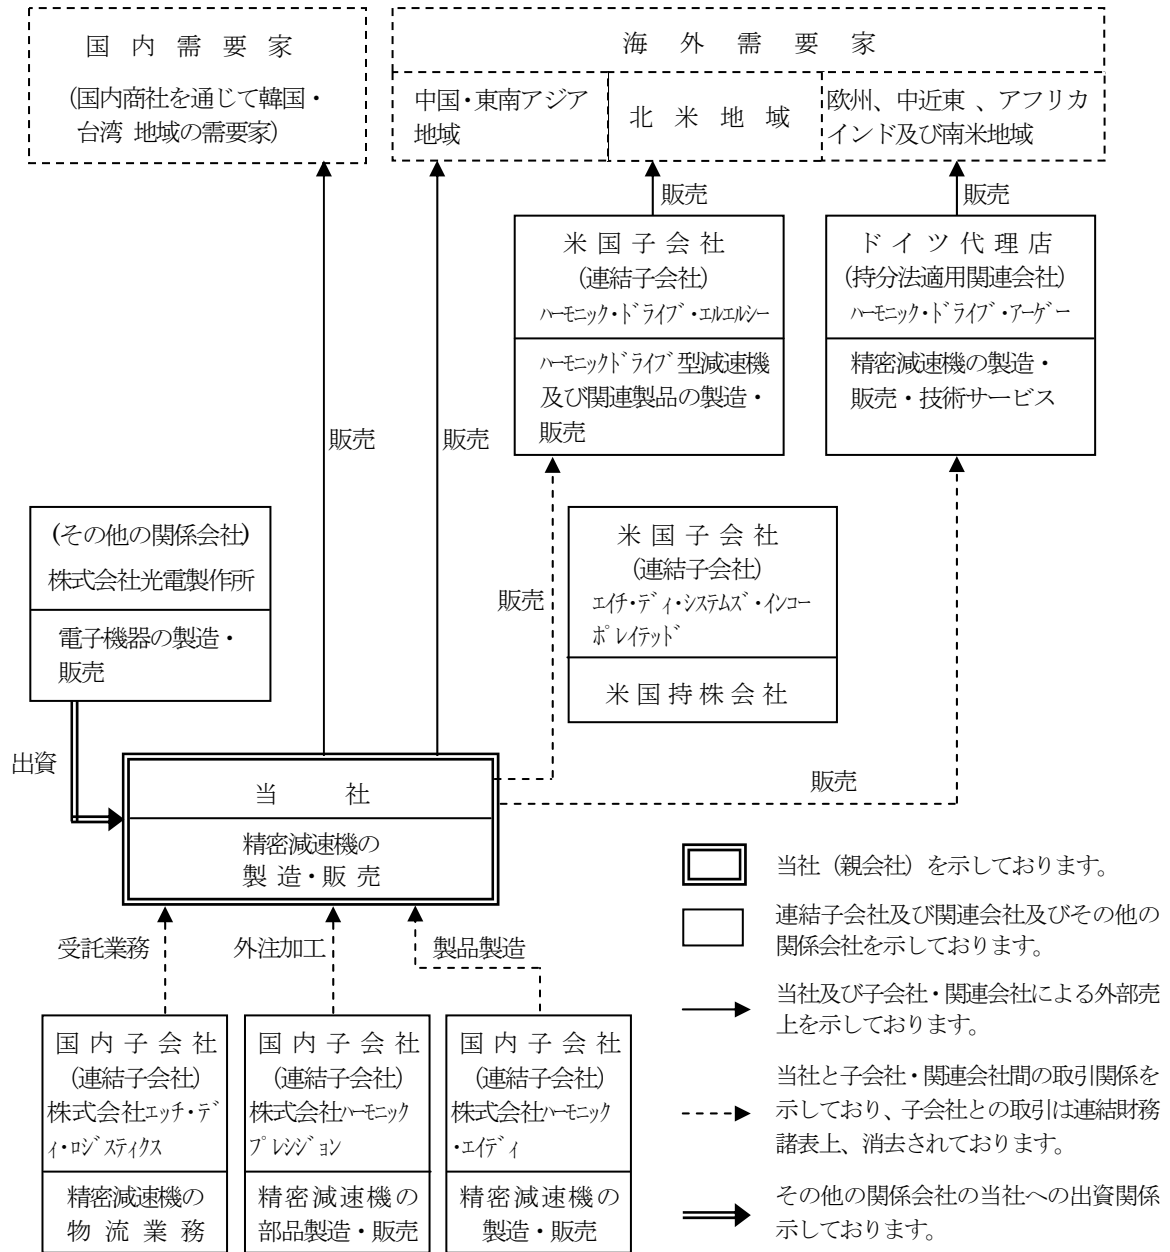 国内需要家
(国内商社を通じて韓国・
台湾 地域の需要家)
海外需要家
中国・東南アジア
地域
北米地域
欧州、中近東 、アフリカ
インド及び南米地域
販売
販売
米国子会社
(連結子会社)
ハーモニック・ドライブ・エルエルシー
ハーモニックドライブ型減速機
及び関連製品の製造・
販売
ドイツ代理店
(持分法適用関連会社)
ハーモニック・ドライブ・アーゲー
精密減速機の製造・
販売・技術サービス
販売
販売
(その他の関係会社)
株式会社光電製作所
電子機器の製造・
販売
米国子会社
(連結子会社)
エイチ・ディ・システムズ・インコー
ポレイテッド
米国持株会社
販売
出資
当社
精密減速機の
製造・販売
販売
受託業務
外注加工
製品製造
国内子会社
(連結子会社)
株式会社エッチ・デ
ィ・ロジスティクス
精密減速機の
物流業務
国内子会社
(連結子会社)
株式会社ハーモニック
プレシジョン
精密減速機の
部品製造・販売
国内子会社
(連結子会社)
株式会社ハーモニック
・エイディ
精密減速機の
製造・販売
当社（親会社）を示しております。
連結子会社及び関連会社及びその他の
関係会社を示しております。
当社及び子会社・関連会社による外部売
上を示しております。
当社と子会社・関連会社間の取引関係を
示しており、子会社との取引は連結財務
諸表上、消去されております。
その他の関係会社の当社への出資関係
示しております。